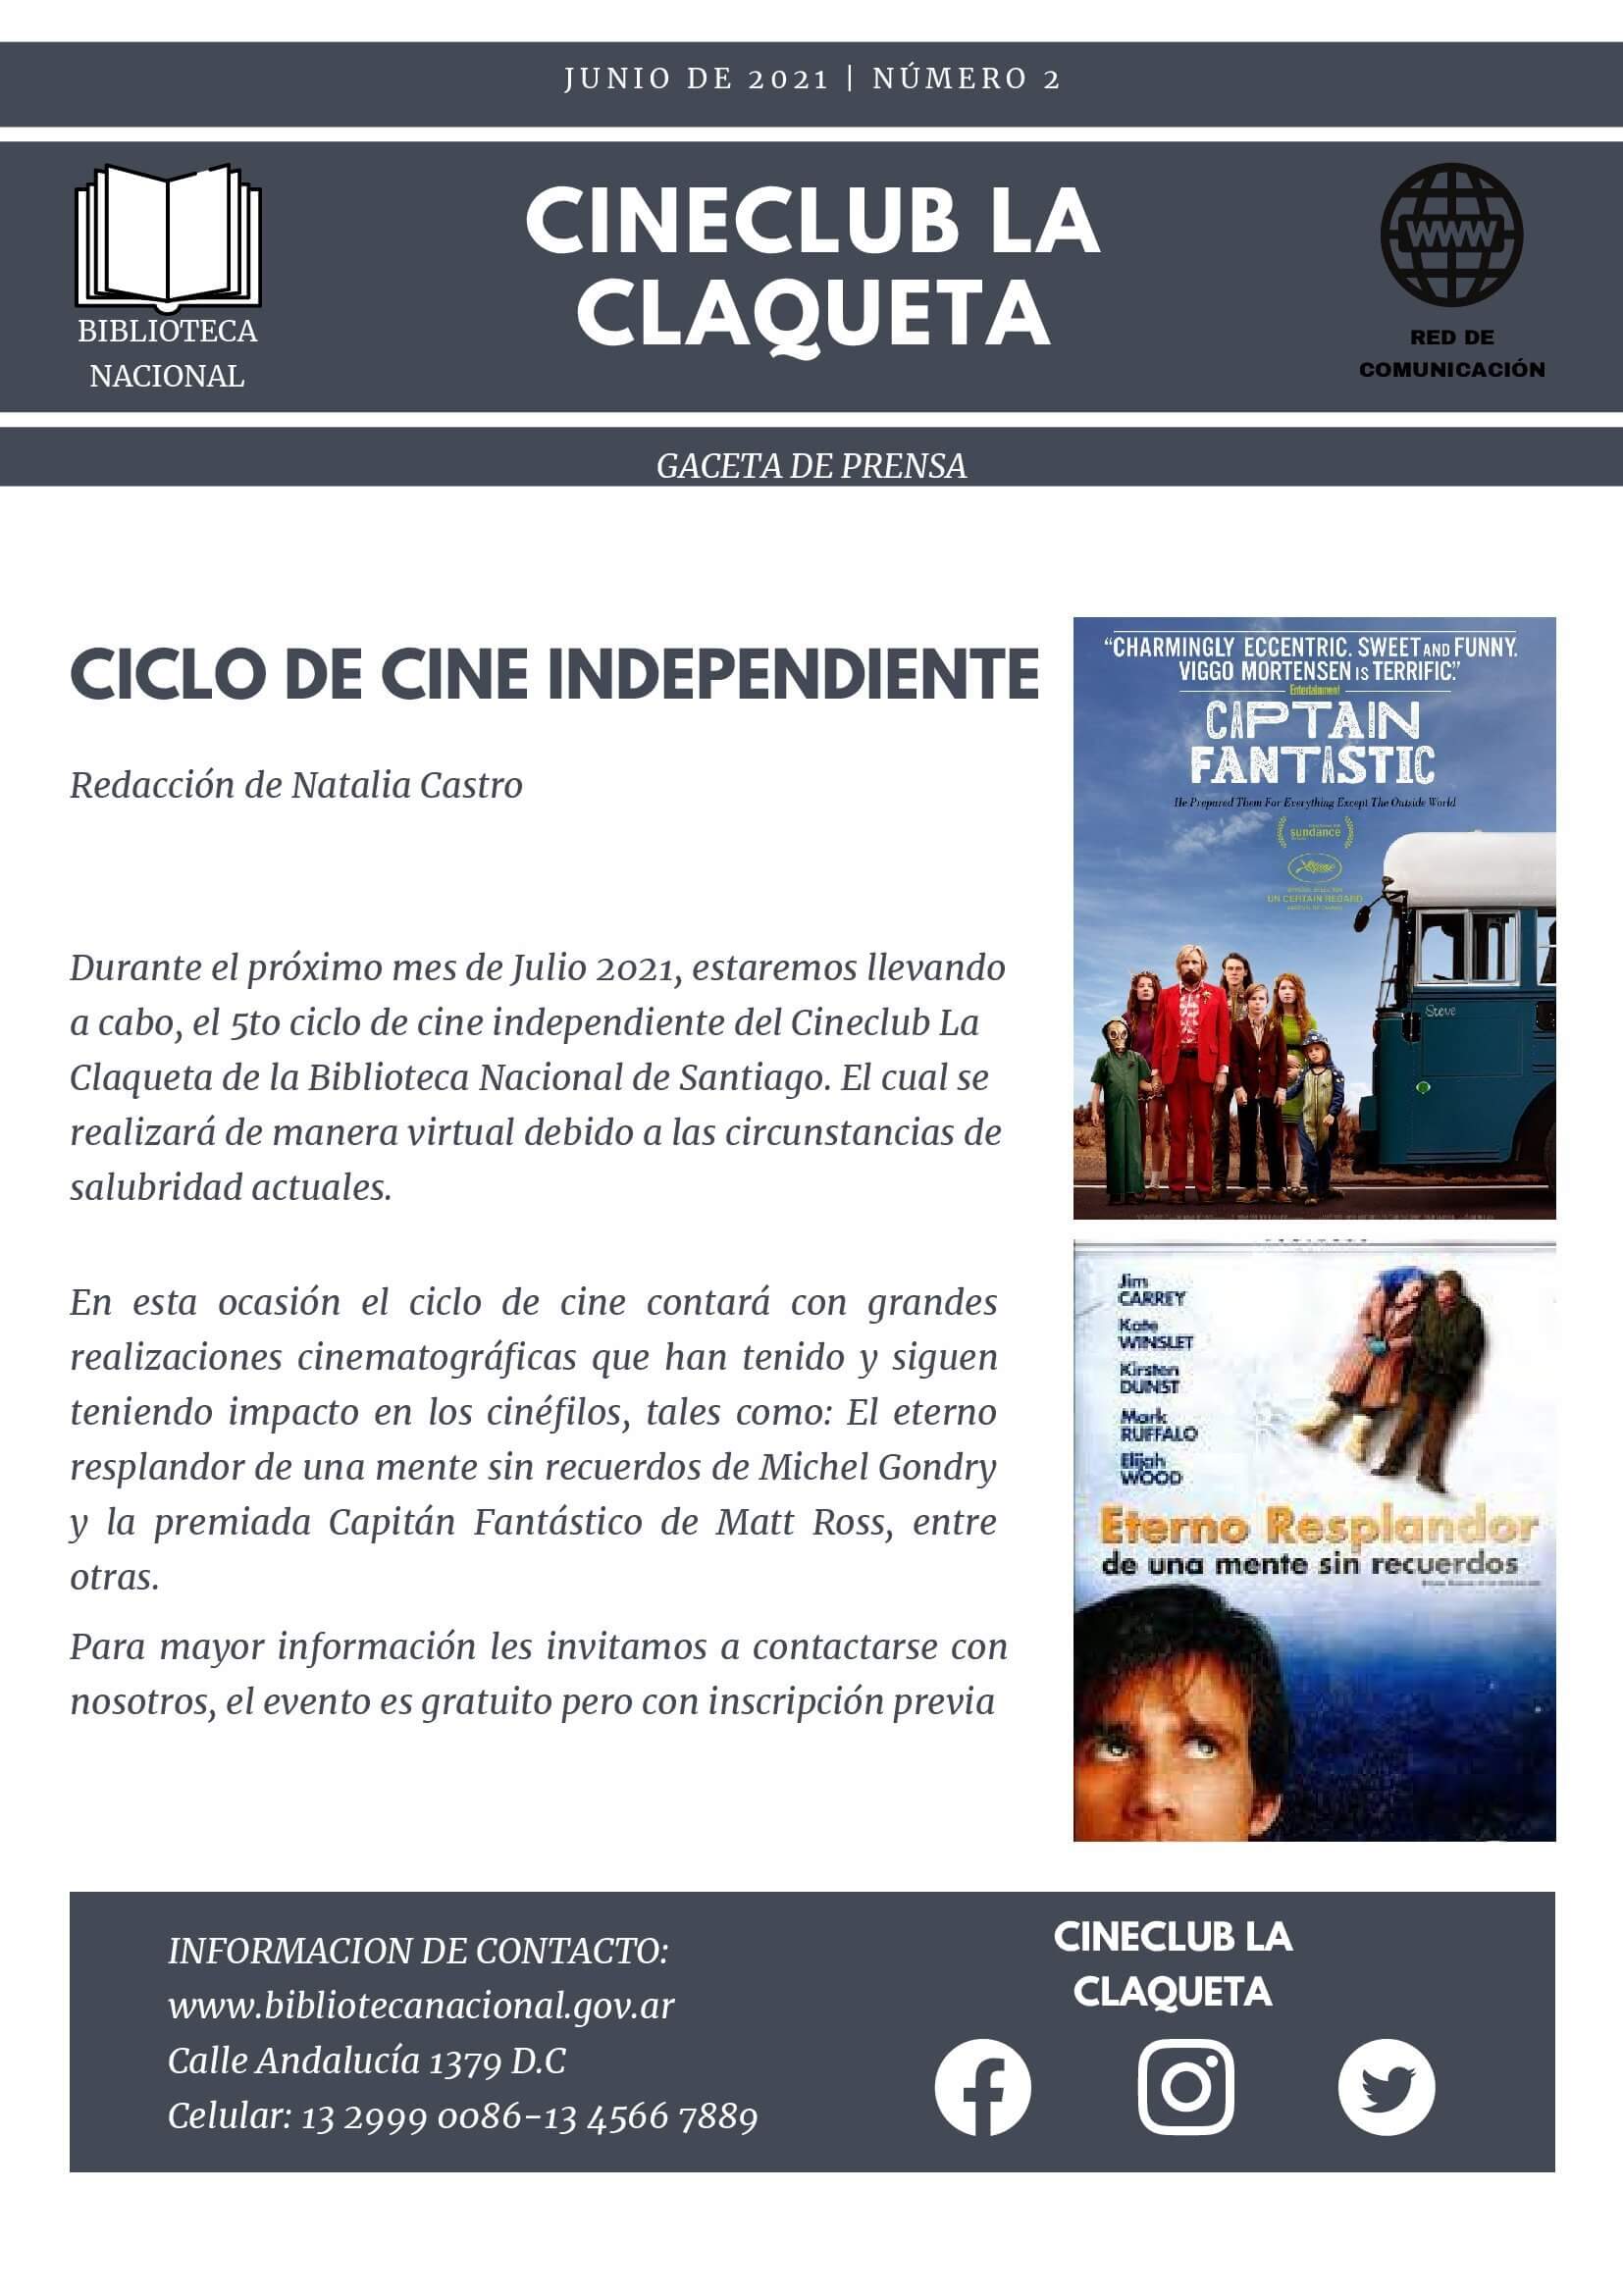 JUNIO DE 2021 | NÚMERO 2
BIBLIOTECA
NACIONAL
CINECLUB LA
CLAQUETA
WWW
RED DE
COMUNICACIÓN
GACETA DE PRENSA
CICLO DE CINE INDEPENDIENTE
Redacción de Natalia Castro
Durante el próximo mes de Julio 2021, estaremos llevando
a cabo, el 5to ciclo de cine independiente del Cineclub La
Claqueta de la Biblioteca Nacional de Santiago. El cual se
realizará de manera virtual debido a las circunstancias de
salubridad actuales.
En esta ocasión el ciclo de cine contará con grandes
realizaciones cinematográficas que han tenido y siguen
teniendo impacto en los cinéfilos, tales como: El eterno
resplandor de una mente sin recuerdos de Michel Gondry
y la premiada Capitán Fantástico de Matt Ross, entre
otras.
Para mayor información les invitamos a contactarse con
nosotros, el evento es gratuito pero con inscripción previa
“CHARMINGLY ECCENTRIC. SWEET AND FUNNY.
VIGGO MORTENSEN IS TERRIFIC.”
Entertainment
CAPTAIN
FANTASTIC
He Prepared Them For Everything Except The Outside World
sundance
UN CERTAIN REGARD
Steve
Jim
CARREY
Kate
WINSLET
Kirsten
DUNST
Mark
RUFFALO
Elijah
WOOD
Eterno Resplandor
de una mente sin recuerdos
INFORMACION DE CONTACTO:
www.bibliotecanacional.gov.ar
Calle Andalucía 1379 D.C
Celular: 13 2999 0086-13 4566 7889
CINECLUB LA
CLAQUETA